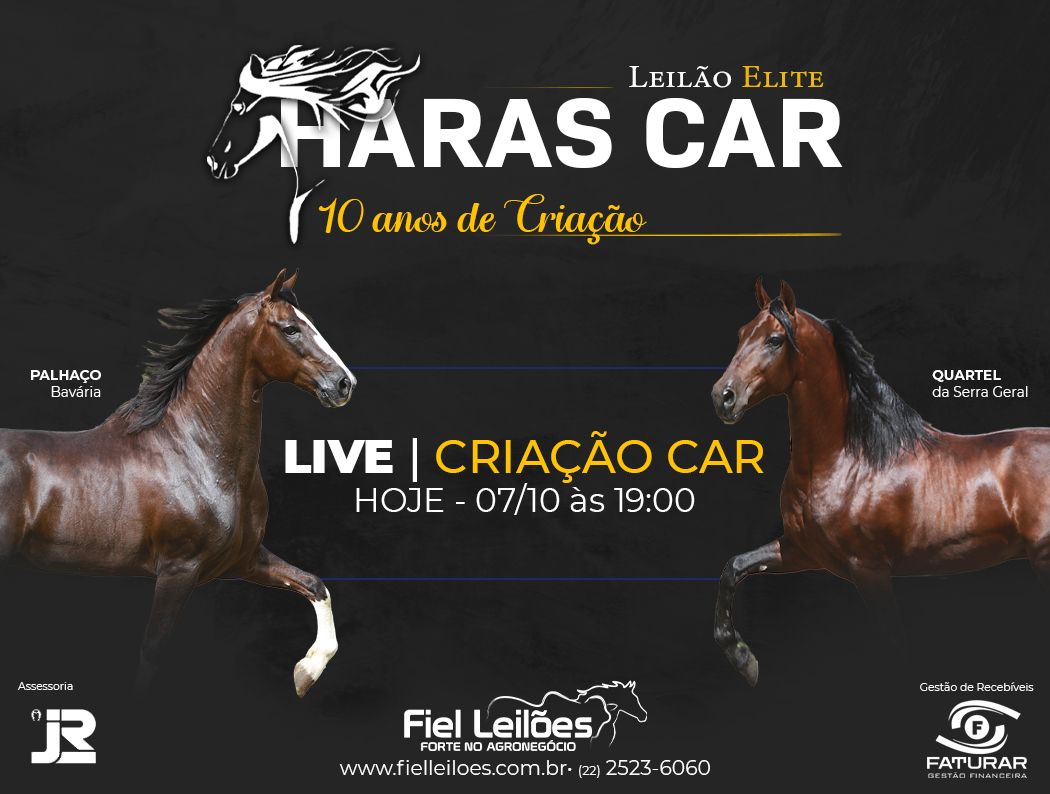 LEILÃO ELITE
HARAS CAR
10 anos de Criação
PALHAÇO
Bavária
QUARTEL
da Serra Geral
LIVE | CRIAÇÃO CAR
HOJE - 07/10 às 19:00
Assessoria
JR
Fiel Leilões
FORTE NO AGRONEGÓCIO
www.fielleiloes.com.br• (22) 2523-6060
Gestão de Recebíveis
F
FATURAR
GESTÃO FINANCEIRA